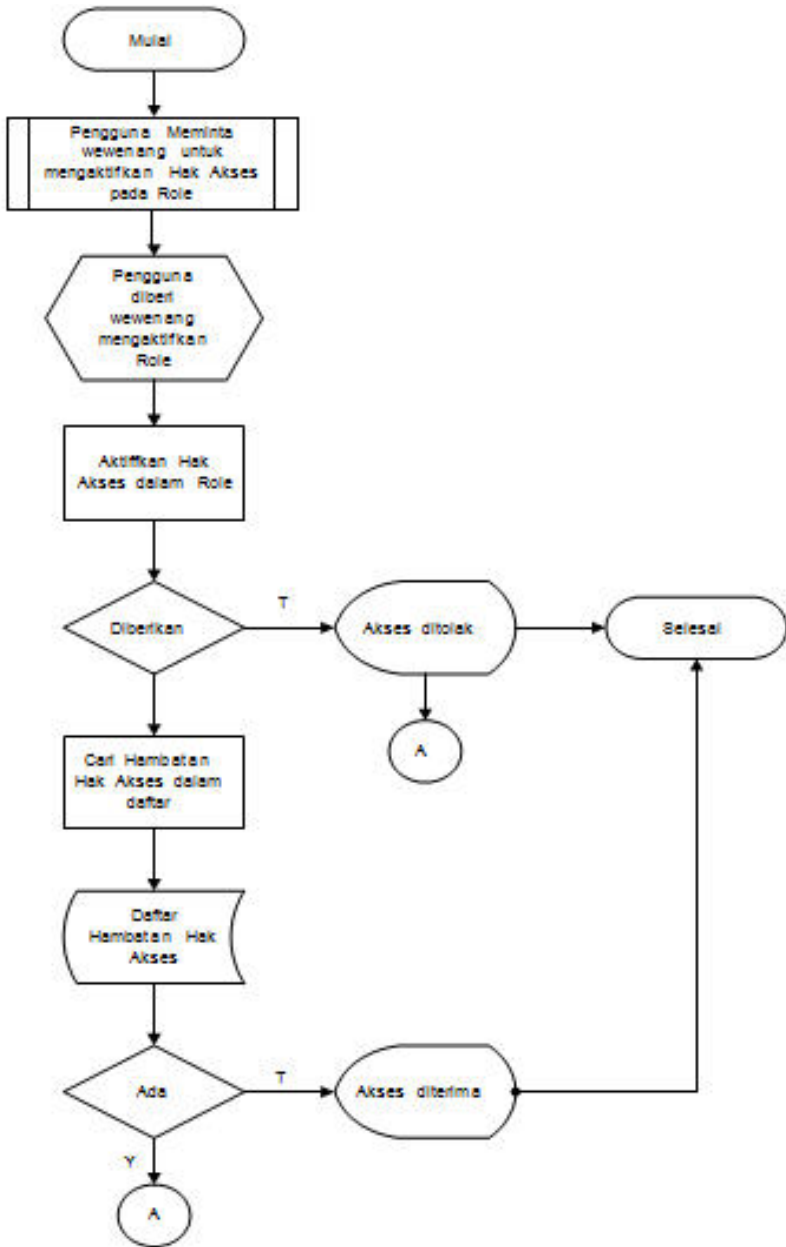 Mulai
Pengguna Meminta
wewenang untuk
mengaktifkan Hak Akses
pada Role
Pengguna
diberi
wewenang
mengaktifkan
Role
Aktiffkan Hak
Akses dalam Role
Diberikan
T
Akses ditolak
Selesai
A
Cari Hambatan
Hak Akses dalam
daftar
Daftar
Hambatan Hak
Akses
Ada
T
Akses diterima
Y
A